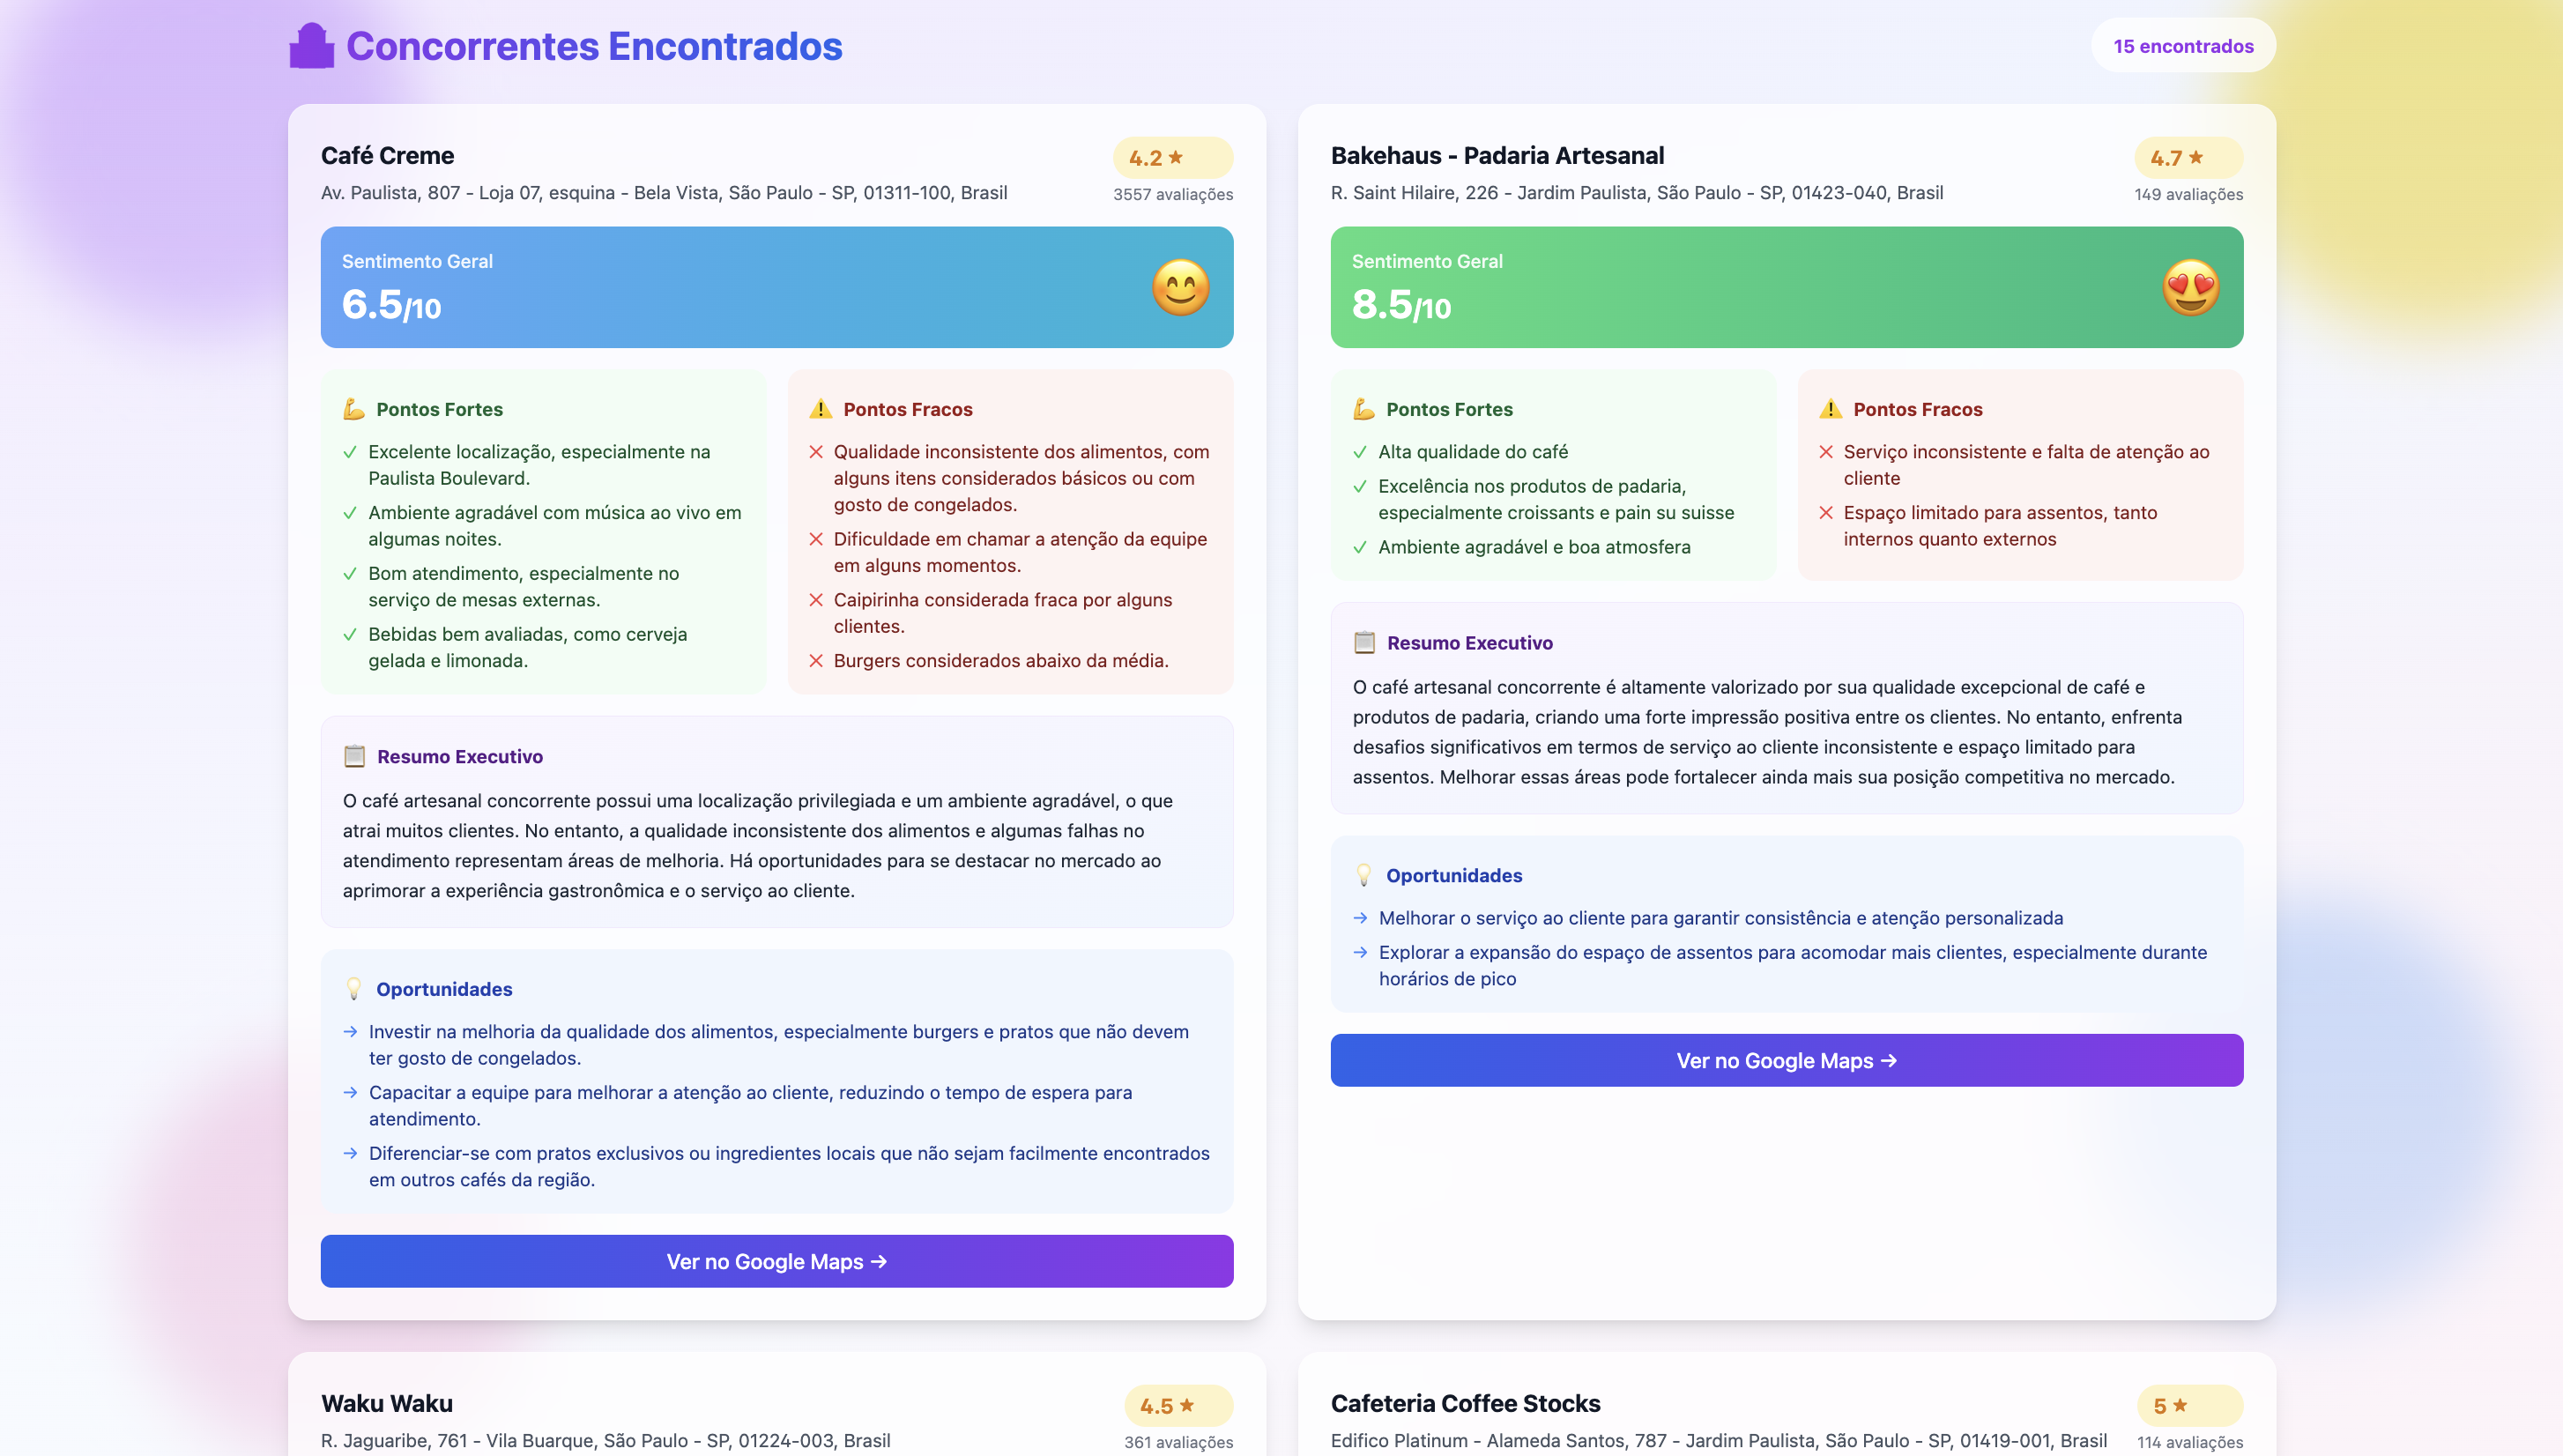 Concorrentes Encontrados
15 encontrados
Café Creme
4.2 ★
Av. Paulista, 807 - Loja 07, esquina - Bela Vista, São Paulo - SP, 01311-100, Brasil
3557 avaliações
Sentimento Geral
6.5/10
Pontos Fortes
✓ Excelente localização, especialmente na
Paulista Boulevard.
✓ Ambiente agradável com música ao vivo em
algumas noites.
✓ Bom atendimento, especialmente no
serviço de mesas externas.
✓ Bebidas bem avaliadas, como cerveja
gelada e limonada.
Pontos Fracos
✕ Qualidade inconsistente dos alimentos, com
alguns itens considerados básicos ou com
gosto de congelados.
✕ Dificuldade em chamar a atenção da equipe
em alguns momentos.
✕ Caipirinha considerada fraca por alguns
clientes.
✕ Burgers considerados abaixo da média.
Resumo Executivo
O café artesanal concorrente possui uma localização privilegiada e um ambiente agradável, o que
atrai muitos clientes. No entanto, a qualidade inconsistente dos alimentos e algumas falhas no
atendimento representam áreas de melhoria. Há oportunidades para se destacar no mercado ao
aprimorar a experiência gastronômica e o serviço ao cliente.
Oportunidades
→ Investir na melhoria da qualidade dos alimentos, especialmente burgers e pratos que não devem
ter gosto de congelados.
→ Capacitar a equipe para melhorar a atenção ao cliente, reduzindo o tempo de espera para
atendimento.
→ Diferenciar-se com pratos exclusivos ou ingredientes locais que não sejam facilmente encontrados
em outros cafés da região.
Ver no Google Maps →
Bakehaus - Padaria Artesanal
4.7 ★
R. Saint Hilaire, 226 - Jardim Paulista, São Paulo - SP, 01423-040, Brasil
149 avaliações
Sentimento Geral
8.5/10
Pontos Fortes
✓ Alta qualidade do café
✓ Excelência nos produtos de padaria,
especialmente croissants e pain su suisse
✓ Ambiente agradável e boa atmosfera
Pontos Fracos
✕ Serviço inconsistente e falta de atenção ao
cliente
✕ Espaço limitado para assentos, tanto
internos quanto externos
Resumo Executivo
O café artesanal concorrente é altamente valorizado por sua qualidade excepcional de café e
produtos de padaria, criando uma forte impressão positiva entre os clientes. No entanto, enfrenta
desafios significativos em termos de serviço ao cliente inconsistente e espaço limitado para
assentos. Melhorar essas áreas pode fortalecer ainda mais sua posição competitiva no mercado.
Oportunidades
→ Melhorar o serviço ao cliente para garantir consistência e atenção personalizada
→ Explorar a expansão do espaço de assentos para acomodar mais clientes, especialmente durante
horários de pico
Ver no Google Maps →
Waku Waku
4.5 ★
R. Jaguaribe, 761 - Vila Buarque, São Paulo - SP, 01224-003, Brasil
361 avaliações
Cafeteria Coffee Stocks
5 ★
Edifico Platinum - Alameda Santos, 787 - Jardim Paulista, São Paulo - SP, 01419-001, Brasil
114 avaliações